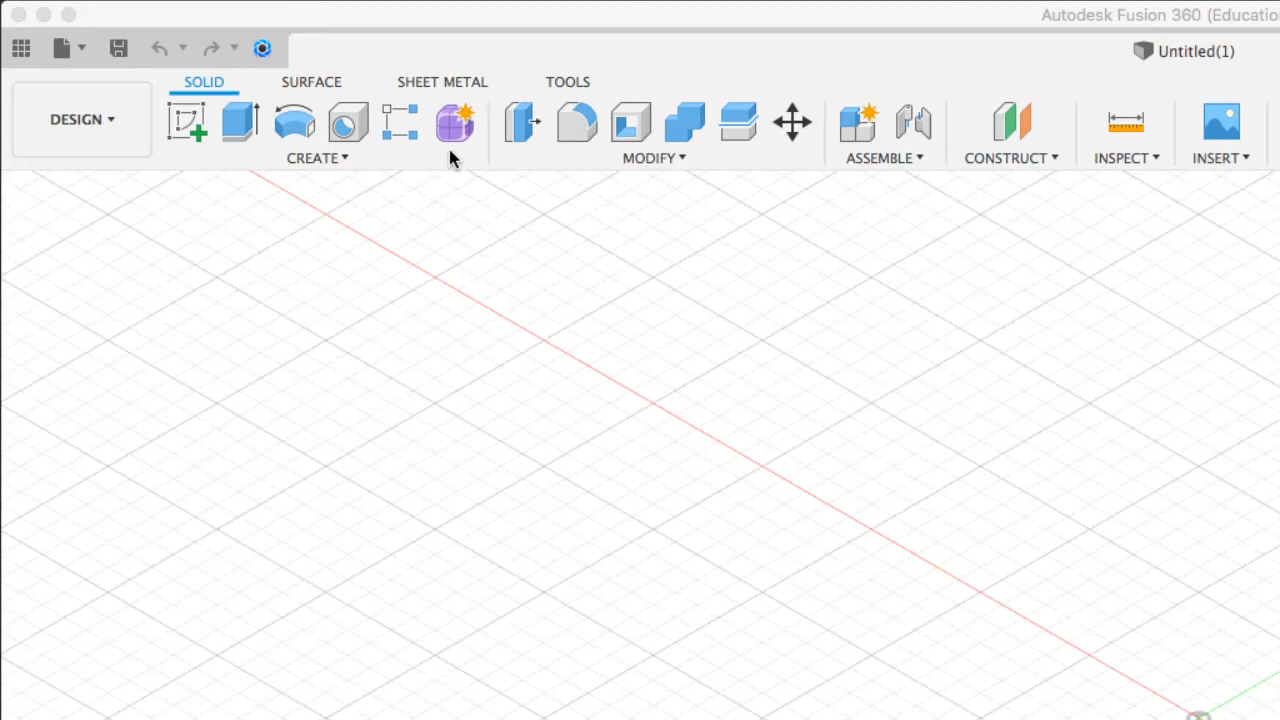 Autodesk Fusion 360 (Educatio
Untitled(1)
SOLID SURFACE SHEET METAL TOOLS
DESIGN
CREATE MODIFY ASSEMBLE CONSTRUCT INSPECT INSERT